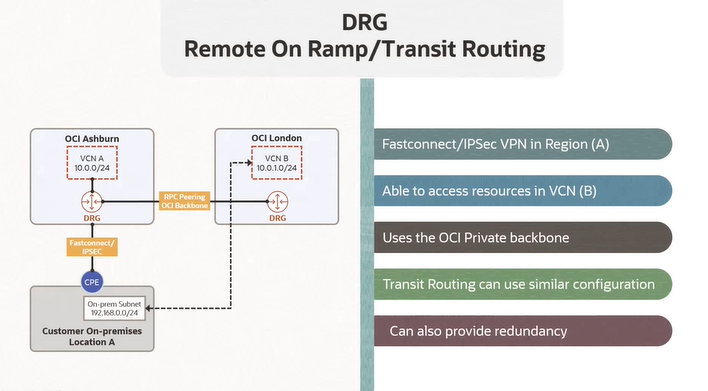 DRG
Remote On Ramp/Transit Routing
OCI Ashburn
VCN A
10.0.0/24
DRG
RPC Peering
OCI Backbone
OCI London
VCN B
10.0.1.0/24
DRG
Fastconnect/
IPSEC
CPE
On-prem Subnet
192.168.0.0/24
Customer On-premises
Location A
Fastconnect/IPSec VPN in Region (A)
Able to access resources in VCN (B)
Uses the OCI Private backbone
Transit Routing can use similar configuration
Can also provide redundancy